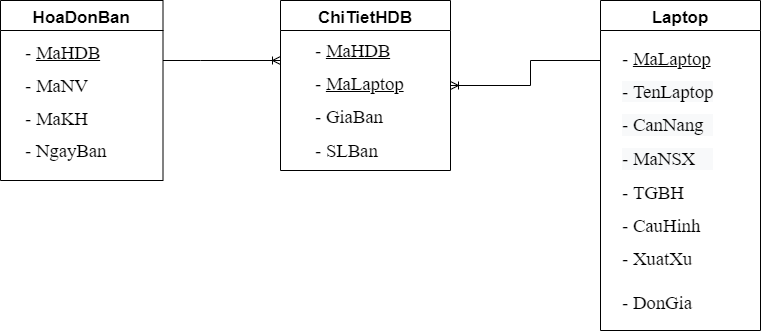 HoaDonBan
- MaHDB
- MaNV
- MaKH
- NgayBan
ChiTietHDB
- MaHDB
- MaLaptop
- GiaBan
- SLBan
Laptop
- MaLaptop
- TenLaptop
- CanNang
- MaNSX
- TGBH
- CauHinh
- XuatXu
- DonGia